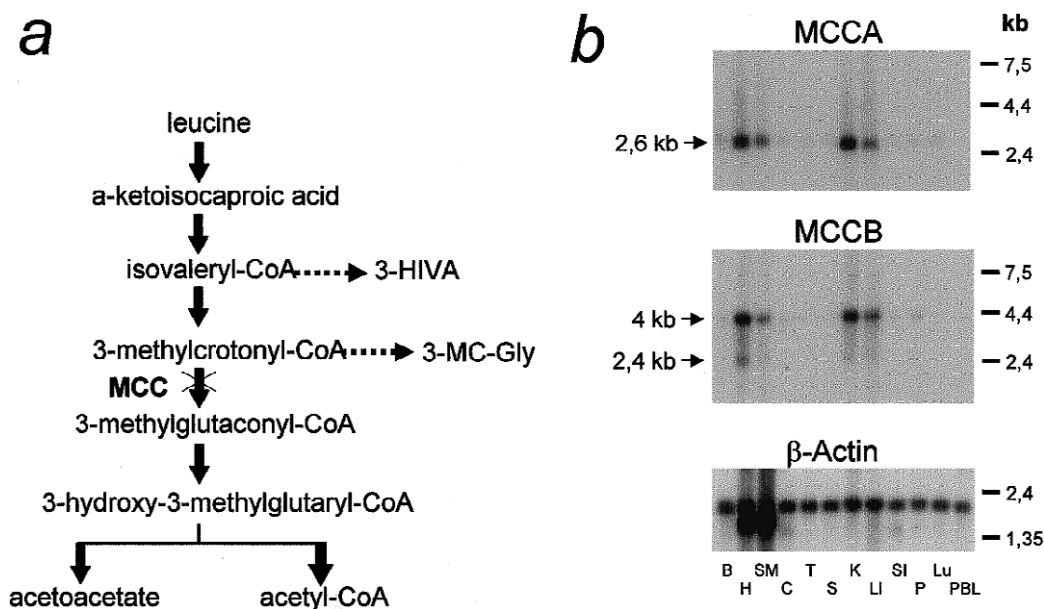 a
leucine
a-ketoisocaproic acid
isovaleryl-CoA 3-HIVA
3-methylcrotonyl-CoA 3-MC-Gly
MCC
3-methylglutaconyl-CoA
3-hydroxy-3-methylglutaryl-CoA
acetoacetate acetyl-CoA
b
MCCA kb
7,5
4,4
2,6 kb
2,4
MCCB
7,5
4 kb 4,4
2,4 kb 2,4
β-Actin
2,4
1,35
B SM T K SI Lu
H C S LI P PBL